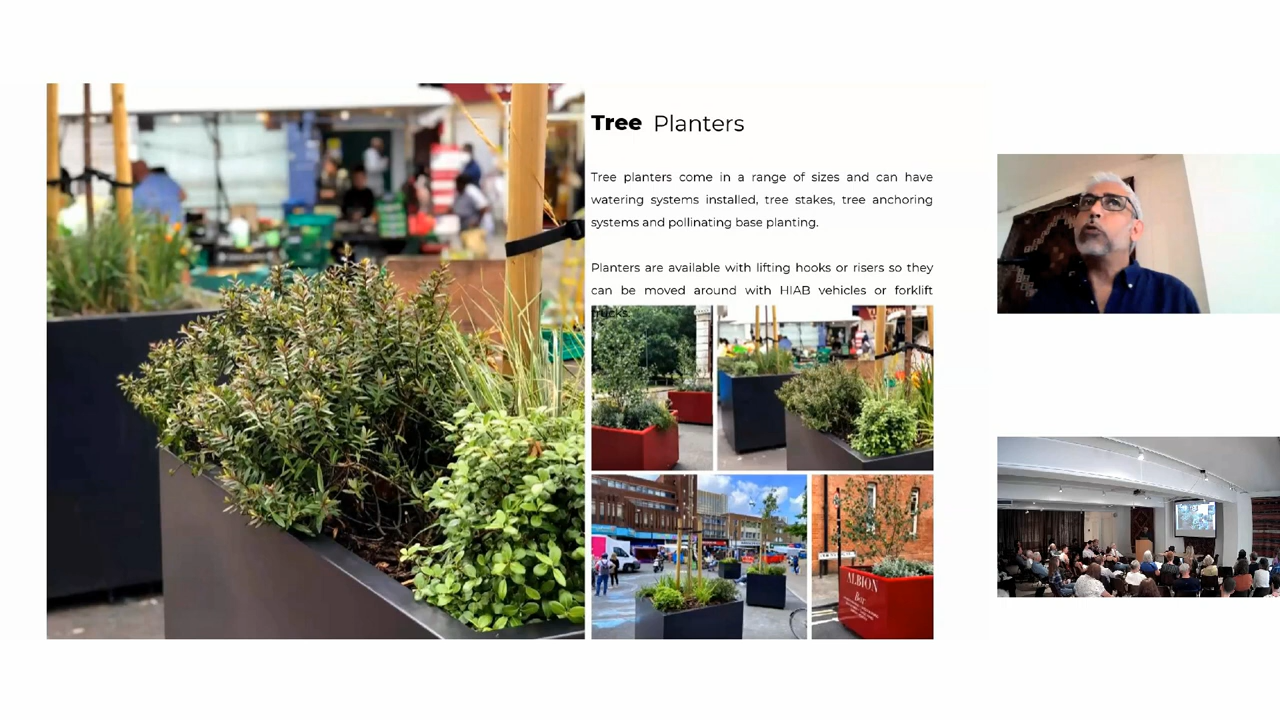 Tree Planters
Tree planters come in a range of sizes and can have
watering systems installed, tree stakes, tree anchoring
systems and pollinating base planting.
Planters are available with lifting hooks or risers so they
can be moved around with HIAB vehicles or forklift
trucks.
ALBION
Bar